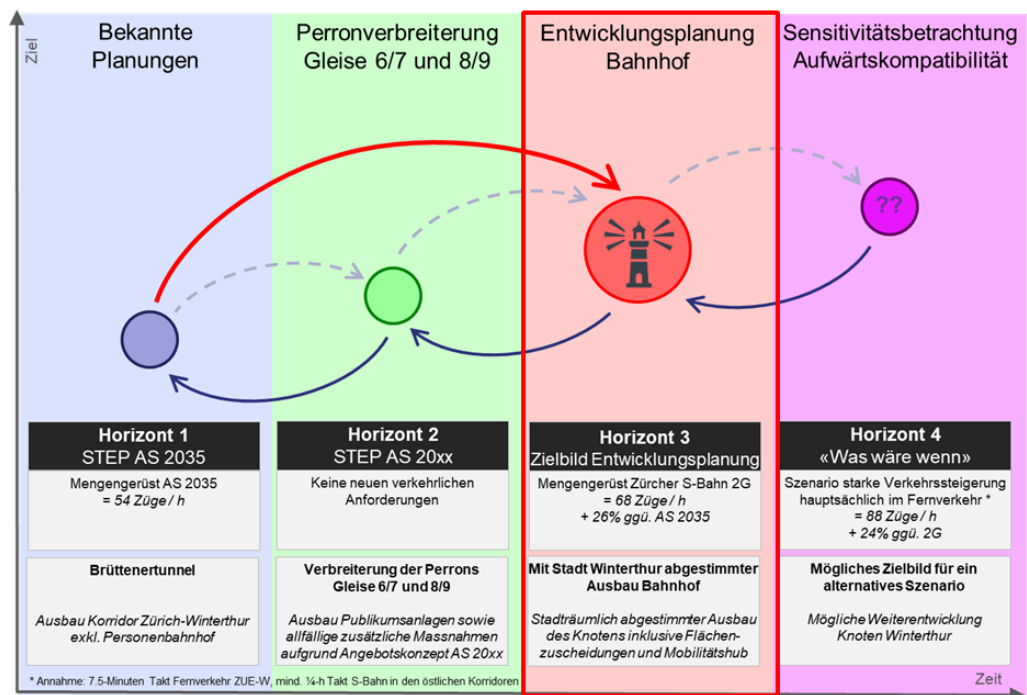 Ziel
Bekannte
Planungen
Perronverbreiterung
Gleise 6/7 und 8/9
Entwicklungsplanung
Bahnhof
Sensitivitätsbetrachtung
Aufwärtskompatibilität
??
Horizont 1
STEP AS 2035
Mengengerüst AS 2035
= 54 Züge / h
Brüttenertunnel
Ausbau Korridor Zürich-Winterthur
exkl. Personenbahnhof
Horizont 2
STEP AS 20xx
Keine neuen verkehrlichen
Anforderungen
Verbreiterung der Perrons
Gleise 6/7 und 8/9
Ausbau Publikumsanlagen sowie
allfällige zusätzliche Massnahmen
aufgrund Angebotskonzept AS 20xx
Horizont 3
Zielbild Entwicklungsplanung
Mengengerüst Zürcher S-Bahn 2G
= 68 Züge / h
+ 26% ggü. AS 2035
Mit Stadt Winterthur abgestimmter
Ausbau Bahnhof
Stadträumlich abgestimmter Ausbau
des Knotens inklusive Flächen-
zuscheidungen und Mobilitätshub
Horizont 4
«Was wäre wenn»
Szenario starke Verkehrssteigerung
hauptsächlich im Fernverkehr *
= 88 Züge / h
+ 24% ggü. 2G
Mögliches Zielbild für ein
alternatives Szenario
Mögliche Weiterentwicklung
Knoten Winterthur
* Annahme: 7.5-Minuten Takt Fernverkehr ZUE-W, mind. ¼-h Takt S-Bahn in den östlichen Korridoren
Zeit